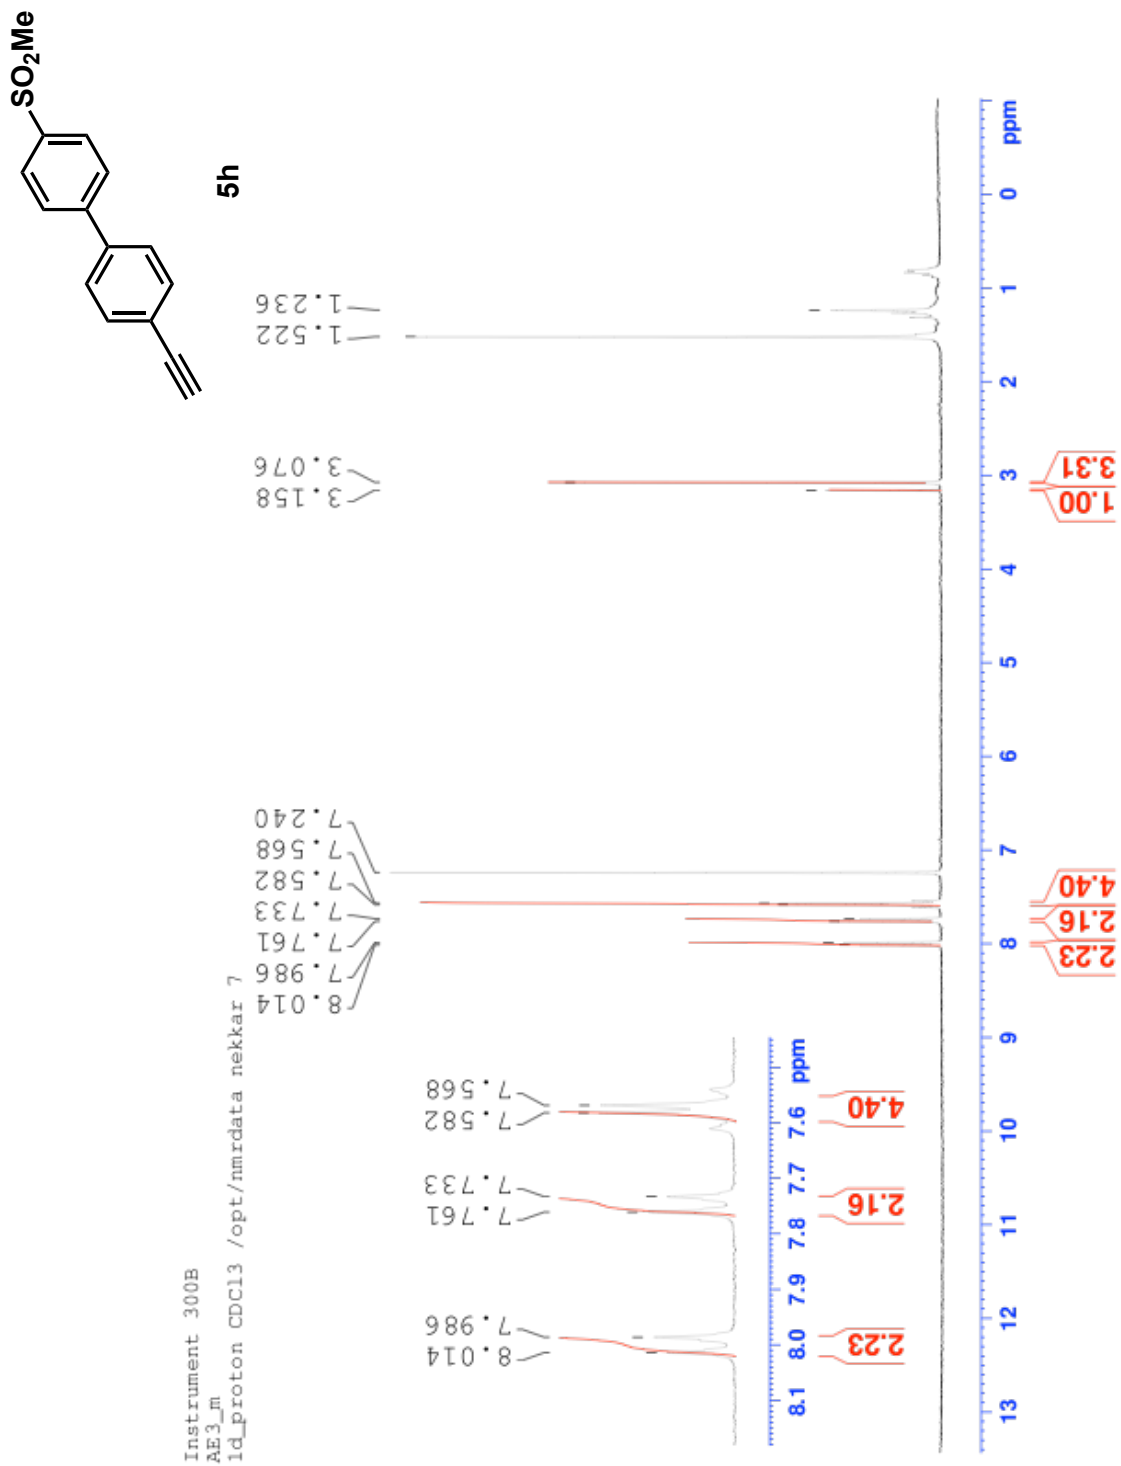 SO2Me
5h
Instrument 300B
AE3_m
1d_proton CDCl3 /opt/nmrdata nekkar 7
8.014
7.986
7.761
7.733
7.582
7.568
7.240
3.158
3.076
1.522
1.236
8.014
7.986
7.761
7.733
7.582
7.568
8.1 8.0 7.9 7.8 7.7 7.6 ppm
2.23 2.16 4.40
13 12 11 10 9 8 7 6 5 4 3 2 1 0 ppm
2.23 2.16 4.40 1.00 3.31